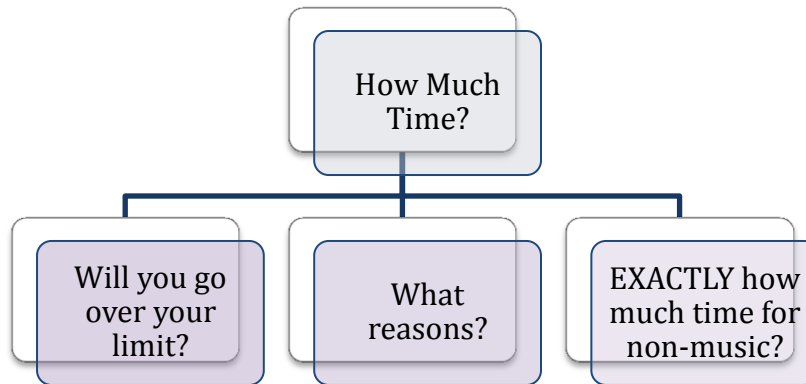 How Much
Time?
Will you go
over your
limit?
What
reasons?
EXACTLY how
much time for
non-music?